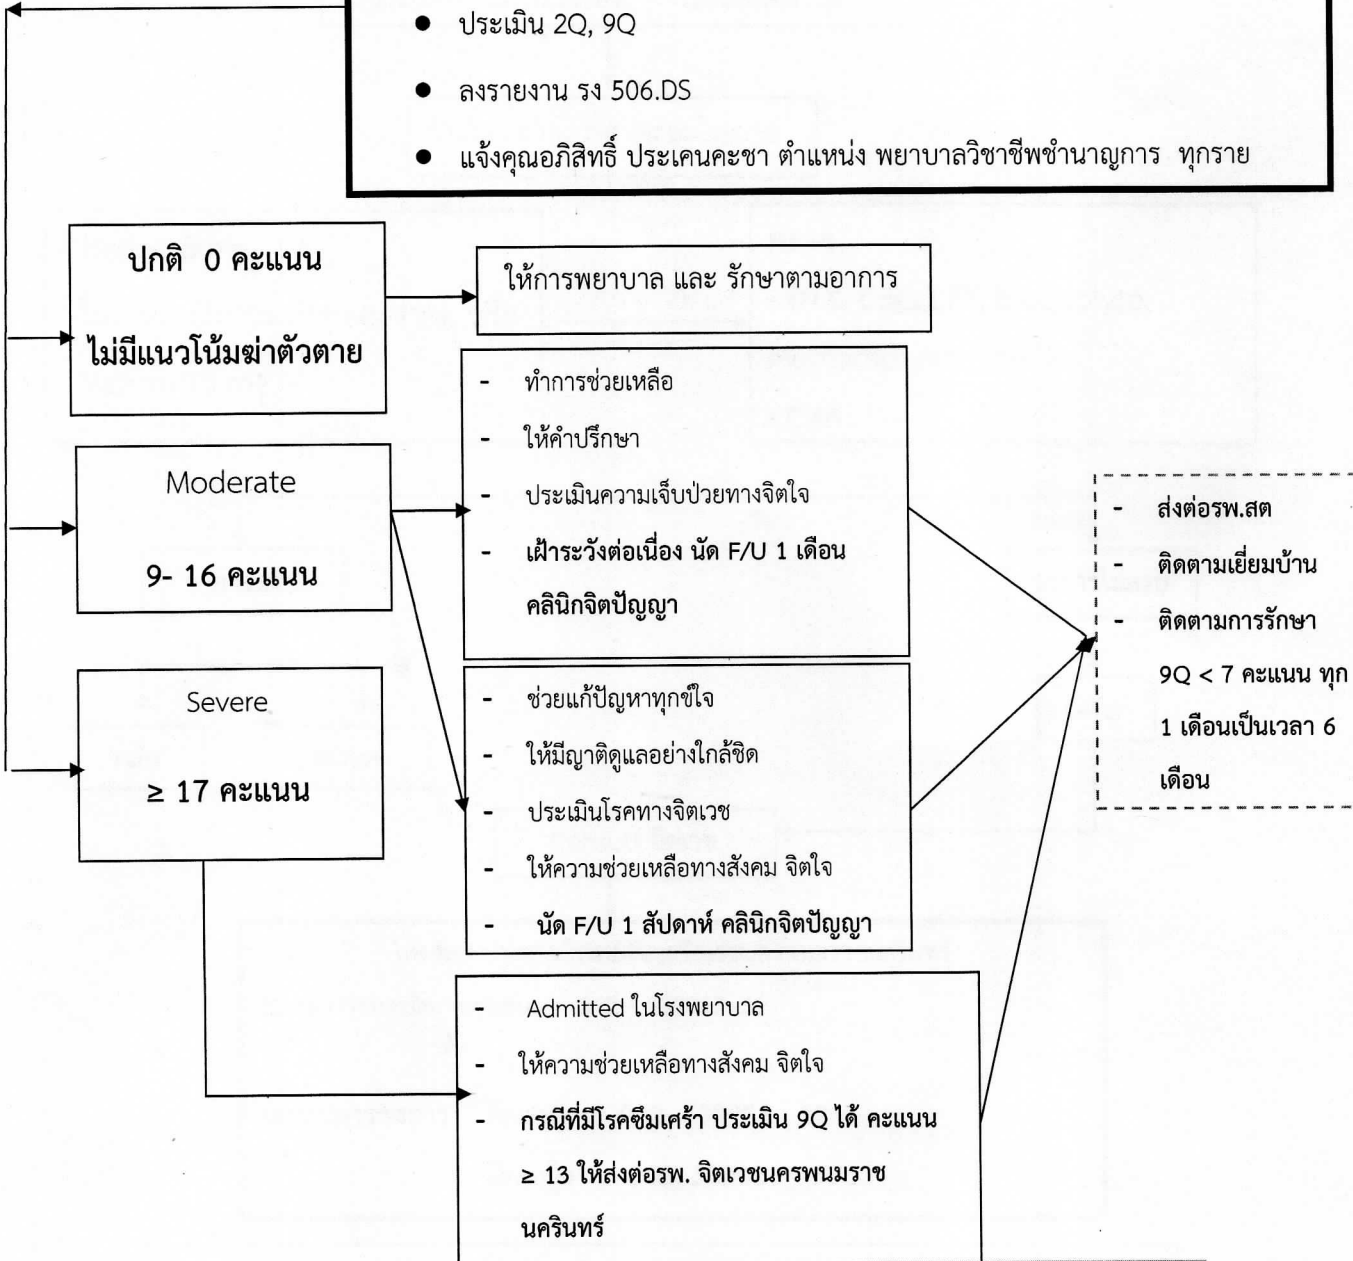 ● ประเมิน 2Q, 9Q
● ลงรายงาน รง 506.DS
● แจ้งคุณอภิสิทธิ์ ประเคนคะชา ตำแหน่ง พยาบาลวิชาชีพชำนาญการ ทุกราย
ปกติ 0 คะแนน
ไม่มีแนวโน้มฆ่าตัวตาย
ให้การพยาบาล และ รักษาตามอาการ
- ทำการช่วยเหลือ
- ให้คำปรึกษา
- ประเมินความเจ็บป่วยทางจิตใจ
- เฝ้าระวังต่อเนื่อง นัด F/U 1 เดือน
คลินิกจิตปัญญา
Moderate
9- 16 คะแนน
Severe
≥ 17 คะแนน
- ช่วยแก้ปัญหาทุกข์ใจ
- ให้มีญาติดูแลอย่างใกล้ชิด
- ประเมินโรคทางจิตเวช
- ให้ความช่วยเหลือทางสังคม จิตใจ
- นัด F/U 1 สัปดาห์ คลินิกจิตปัญญา
- Admitted ในโรงพยาบาล
- ให้ความช่วยเหลือทางสังคม จิตใจ
- กรณีที่มีโรคซึมเศร้า ประเมิน 9Q ได้ คะแนน
≥ 13 ให้ส่งต่อรพ. จิตเวชนครพนมราช
นครินทร์
- ส่งต่อรพ.สต
- ติดตามเยี่ยมบ้าน
- ติดตามการรักษา
9Q < 7 คะแนน ทุก
1 เดือนเป็นเวลา 6
เดือน